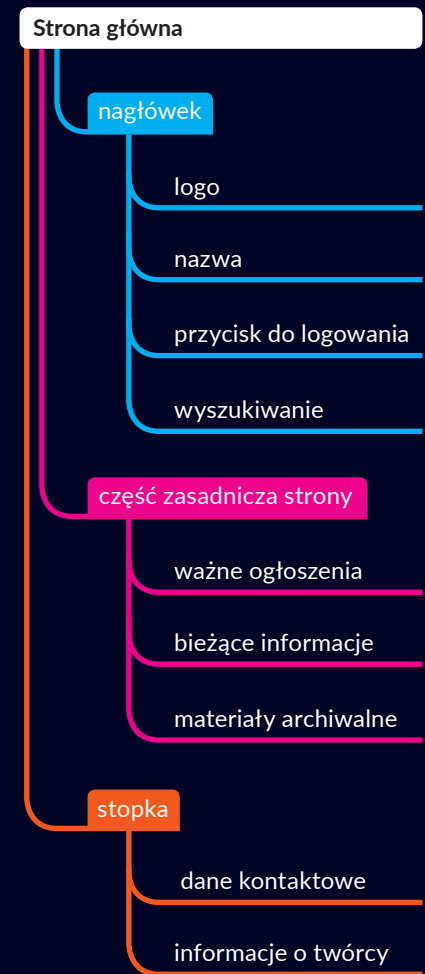 Strona główna
nagłówek
logo
nazwa
przycisk do logowania
wyszukiwanie
część zasadnicza strony
ważne ogłoszenia
bieżące informacje
materiały archiwalne
stopka
dane kontaktowe
informacje o twórcy